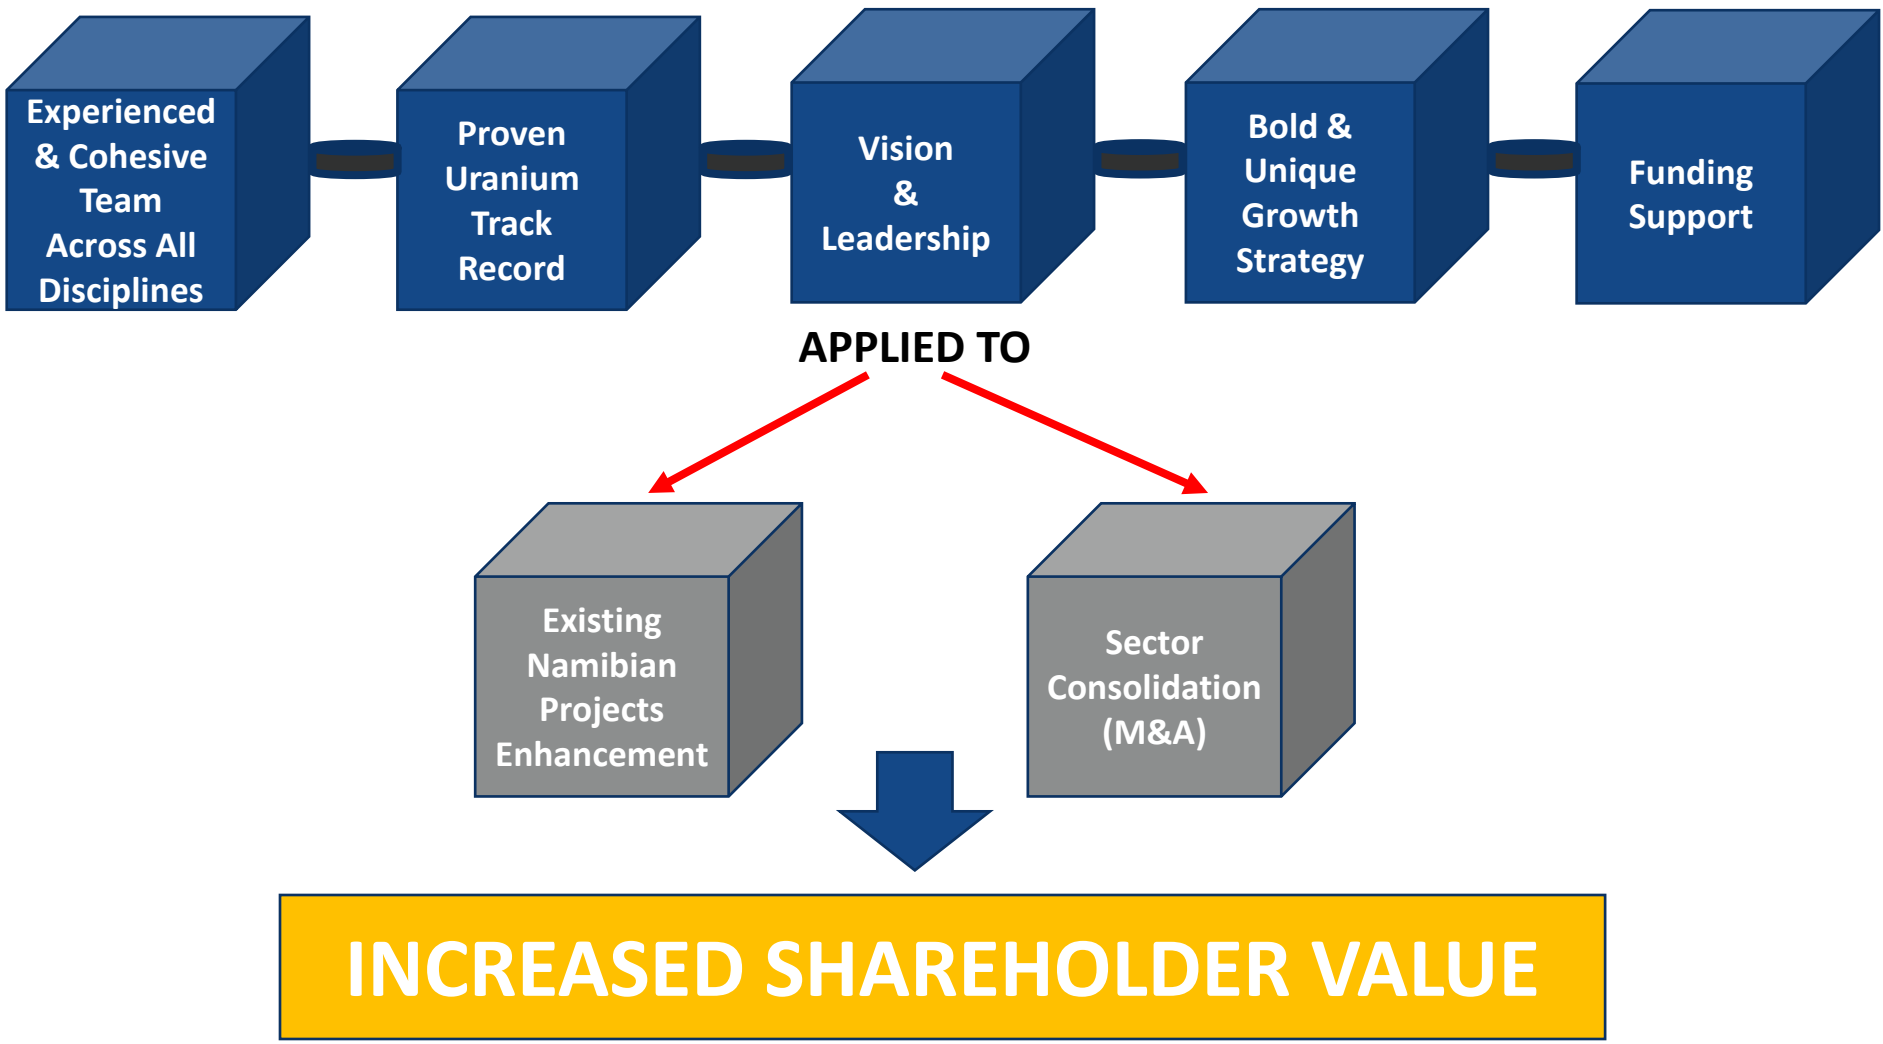 Experienced
& Cohesive
Team
Across All
Disciplines
Proven
Uranium
Track
Record
Vision
&
Leadership
Bold &
Unique
Growth
Strategy
Funding
Support
APPLIED TO
Existing
Namibian
Projects
Enhancement
Sector
Consolidation
(M&A)
INCREASED SHAREHOLDER VALUE